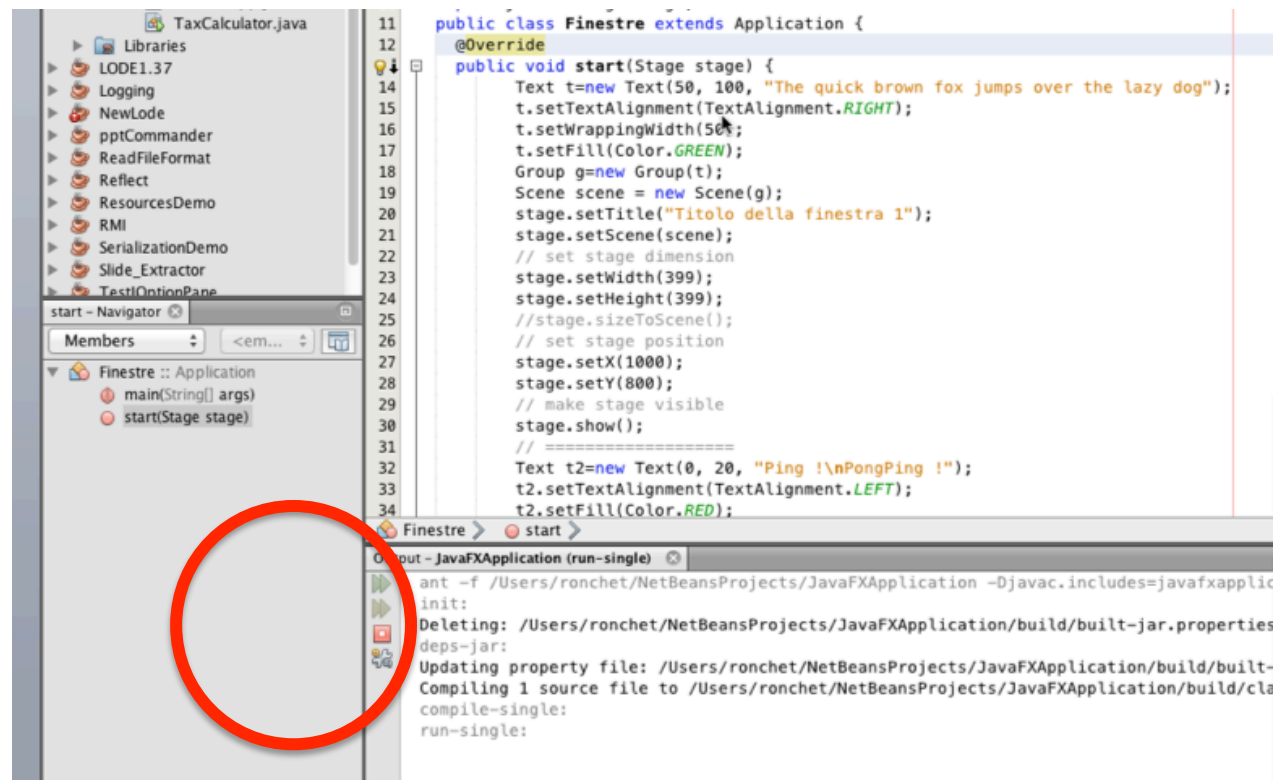 TaxCalculator.java
Libraries
LODE1.37
Logging
NewLode
pptCommander
ReadFileFormat
Reflect
ResourcesDemo
RMI
SerializationDemo
Slide_Extractor
TestJOptionPane
start - Navigator
Members
<em...
Finestre :: Application
main(String[] args)
start(Stage stage)
11 public class Finestre extends Application {
12 @Override
public void start(Stage stage) {
14 Text t=new Text(50, 100, "The quick brown fox jumps over the lazy dog");
15 t.setTextAlignment(TextAlignment.RIGHT);
16 t.setWrappingWidth(50);
17 t.setFill(Color.GREEN);
18 Group g=new Group(t);
19 Scene scene = new Scene(g);
20 stage.setTitle("Titolo della finestra 1");
21 stage.setScene(scene);
22 // set stage dimension
23 stage.setWidth(399);
24 stage.setHeight(399);
25 //stage.sizeToScene();
26 // set stage position
27 stage.setX(1000);
28 stage.setY(800);
29 // make stage visible
30 stage.show();
31 // ===================
32 Text t2=new Text(0, 20, "Ping !\nPongPing !");
33 t2.setTextAlignment(TextAlignment.LEFT);
34 t2.setFill(Color.RED);
Finestre start
Output - JavaFXApplication (run-single)
ant -f /Users/ronchet/NetBeansProjects/JavaFXApplication -Djavac.includes=javafxapplic
init:
Deleting: /Users/ronchet/NetBeansProjects/JavaFXApplication/build/built-jar.properties
deps-jar:
Updating property file: /Users/ronchet/NetBeansProjects/JavaFXApplication/build/built-
Compiling 1 source file to /Users/ronchet/NetBeansProjects/JavaFXApplication/build/cla
compile-single:
run-single: